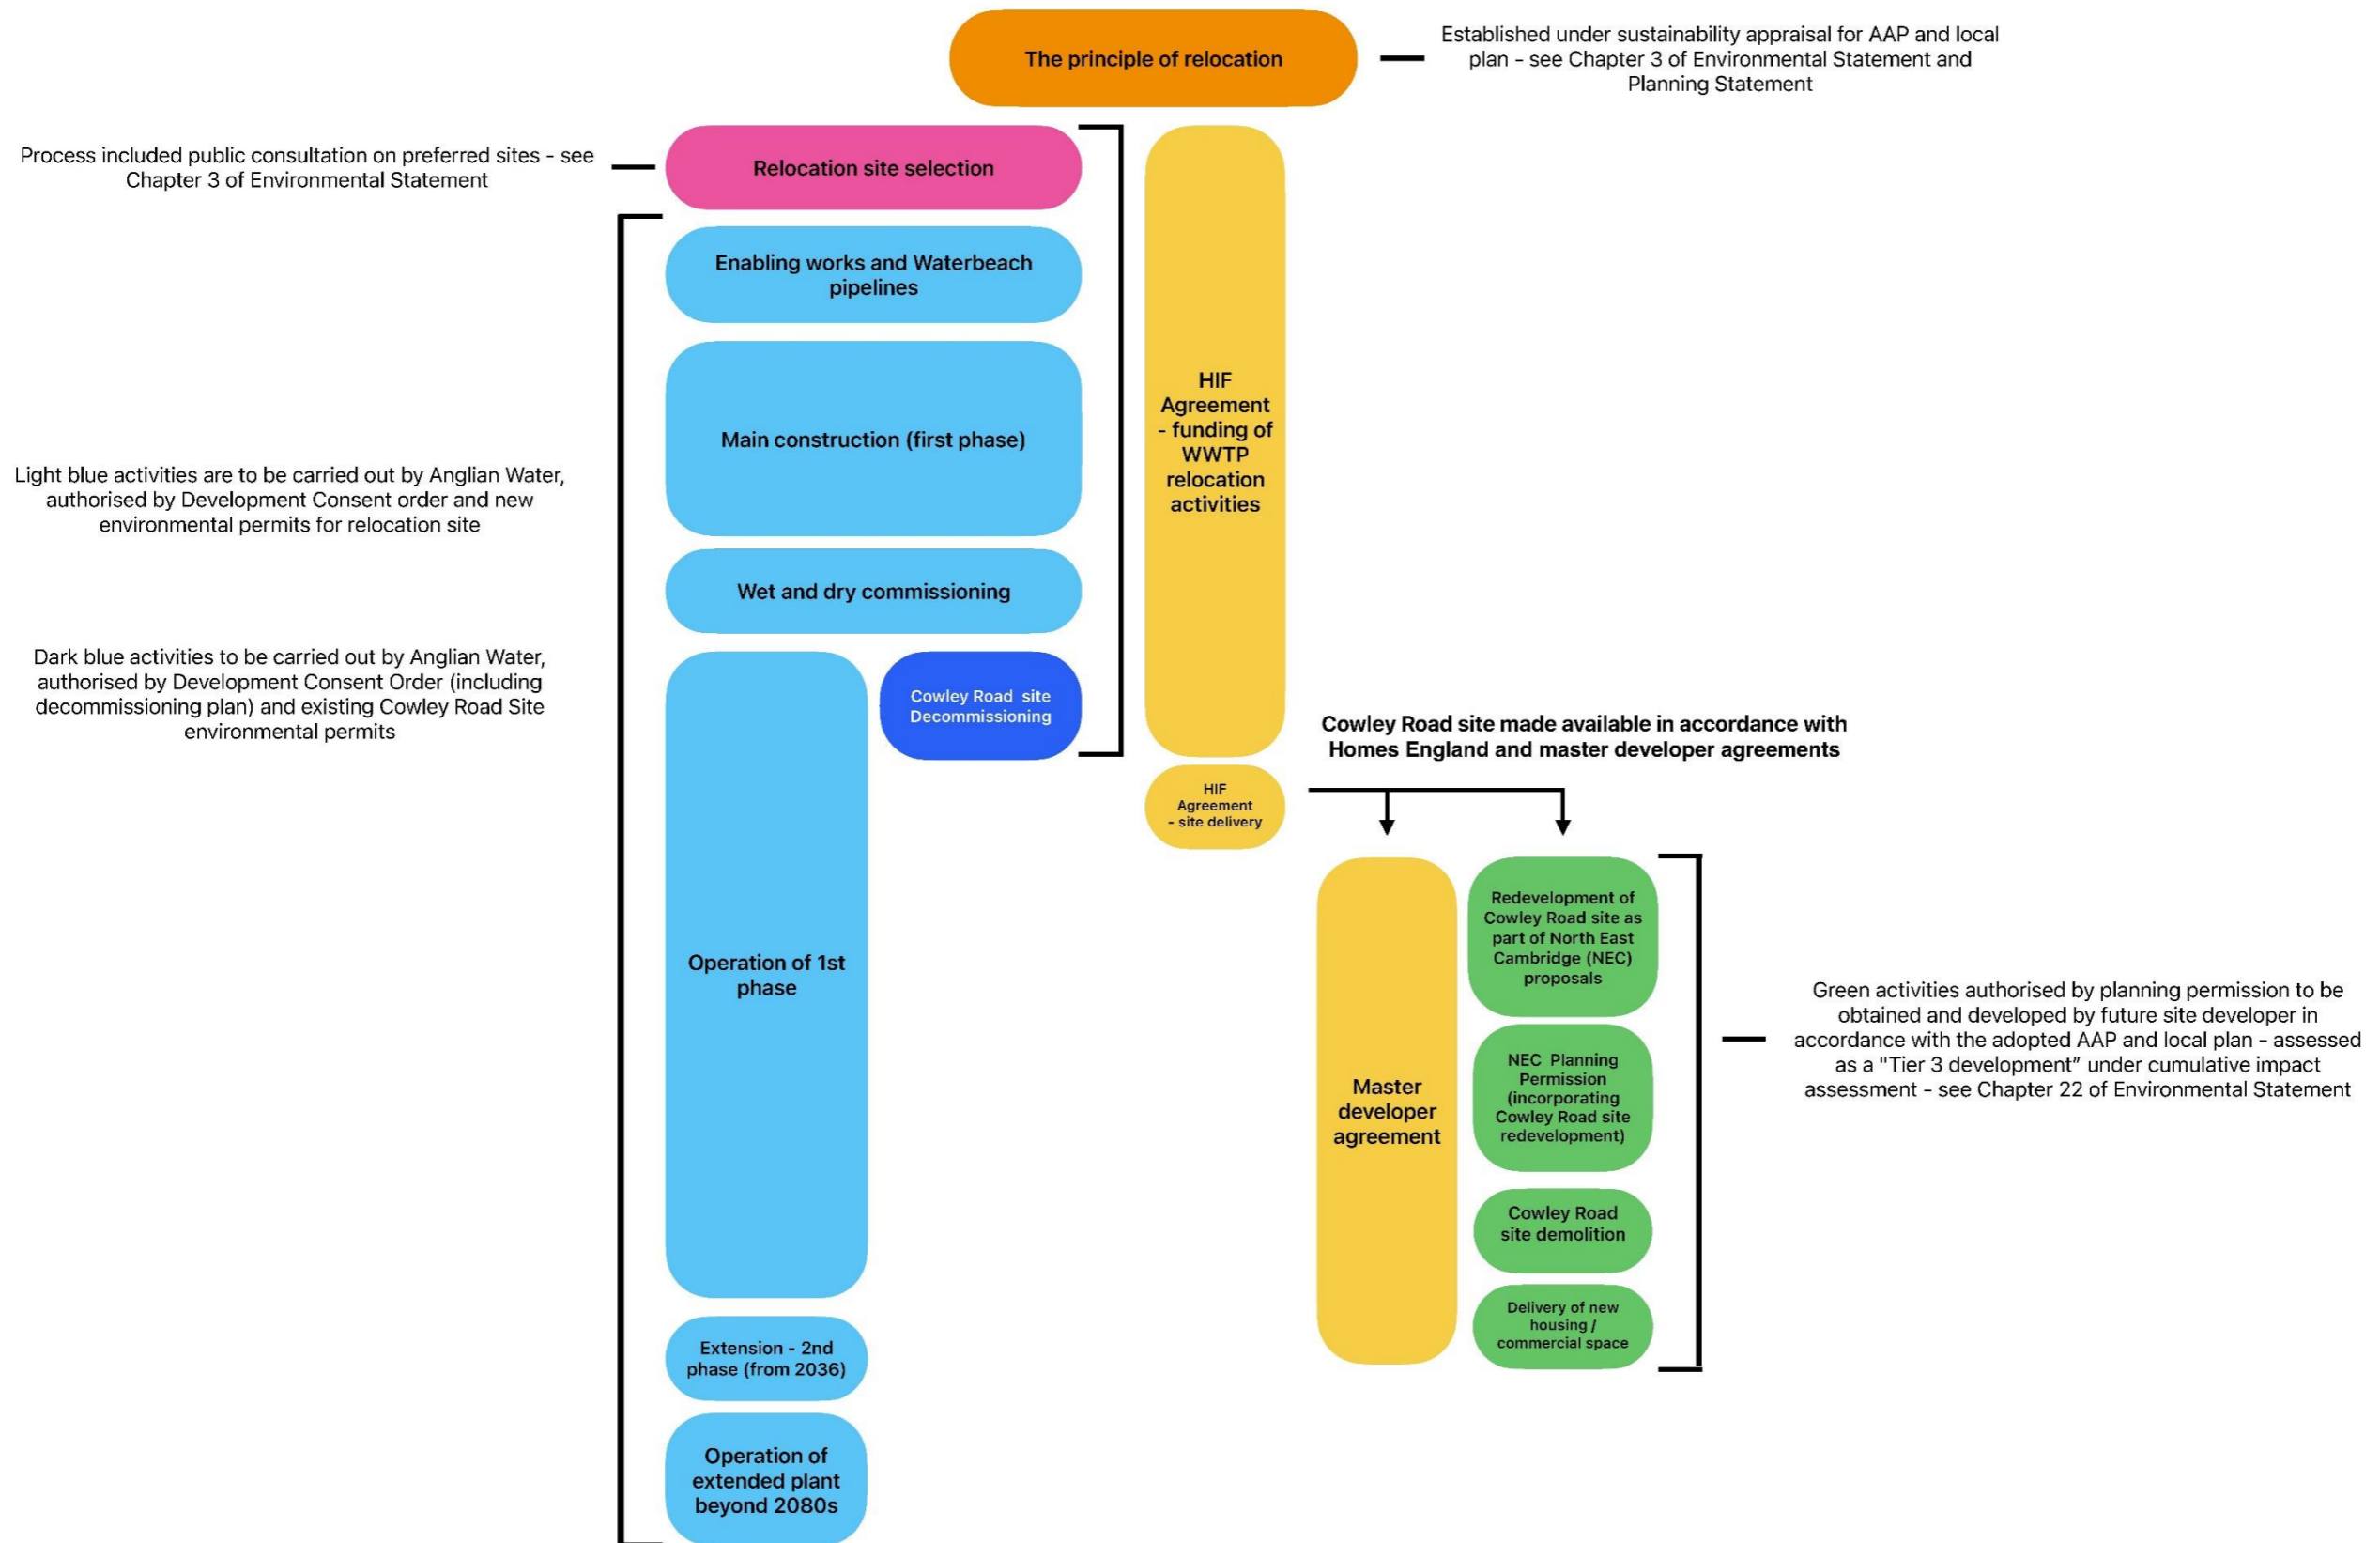 The principle of relocation
Established under sustainability appraisal for AAP and local
plan - see Chapter 3 of Environmental Statement and
Planning Statement
Process included public consultation on preferred sites - see
Chapter 3 of Environmental Statement
Relocation site selection
Enabling works and Waterbeach
pipelines
Main construction (first phase)
HIF
Agreement
- funding of
WWTP
relocation
activities
Light blue activities are to be carried out by Anglian Water,
authorised by Development Consent order and new
environmental permits for relocation site
Wet and dry commissioning
Dark blue activities to be carried out by Anglian Water,
authorised by Development Consent Order (including
decommissioning plan) and existing Cowley Road Site
environmental permits
Cowley Road site
Decommissioning
Cowley Road site made available in accordance with
Homes England and master developer agreements
HIF
Agreement
- site delivery
Operation of 1st
phase
Redevelopment of
Cowley Road site as
part of North East
Cambridge (NEC)
proposals
Master
developer
agreement
NEC Planning
Permission
(incorporating
Cowley Road site
redevelopment)
Green activities authorised by planning permission to be
obtained and developed by future site developer in
accordance with the adopted AAP and local plan - assessed
as a "Tier 3 development” under cumulative impact
assessment - see Chapter 22 of Environmental Statement
Cowley Road
site demolition
Delivery of new
housing /
commercial space
Extension - 2nd
phase (from 2036)
Operation of
extended plant
beyond 2080s